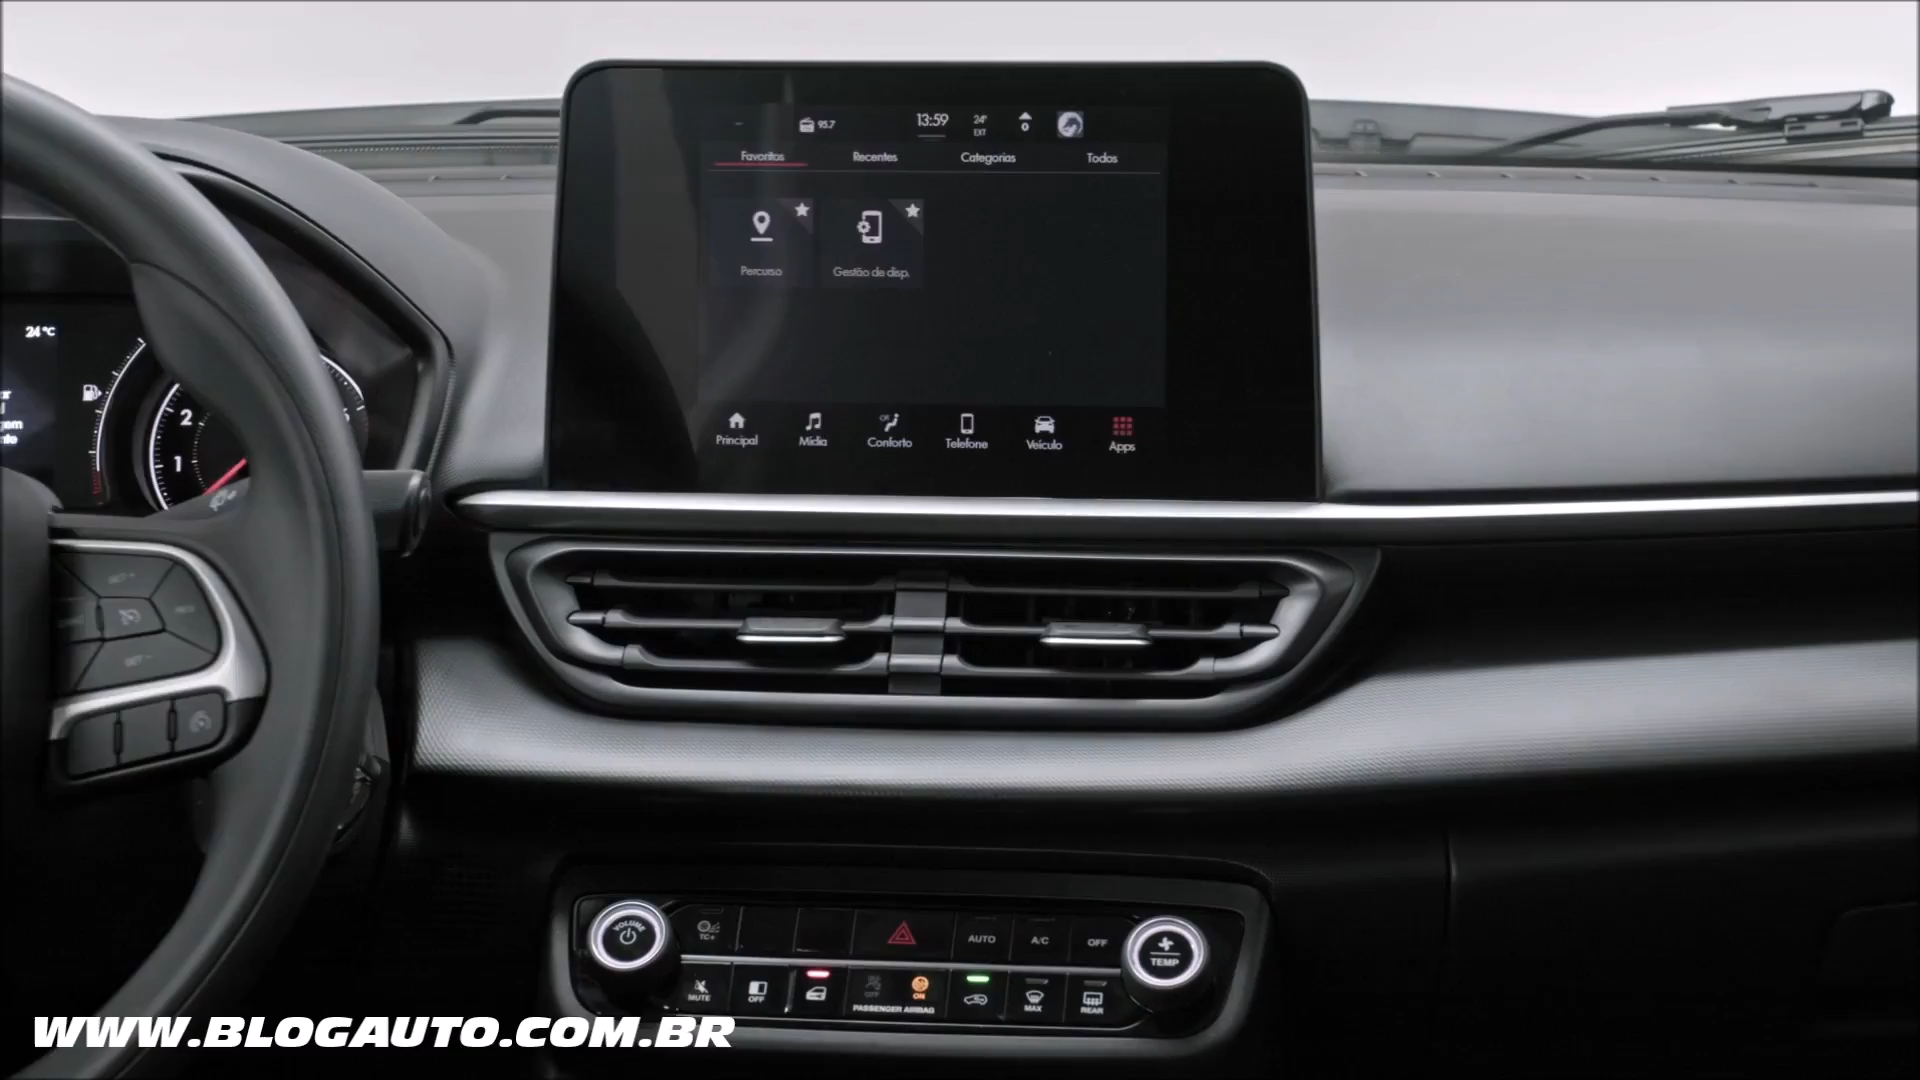 95.7
13:59
24°
EXT
0
Favoritos
Recentes
Categorias
Todos
Percurso
Gestão de disp.
Principal
Mídia
Conforto
Telefone
Veículo
Apps
24°C
2
1
VOLUME
TC+
AUTO
A/C
OFF
TEMP
MUTE
OFF
OFF
ON
PASSENGER AIRBAG
MAX
REAR
WWW.BLOGAUTO.COM.BR